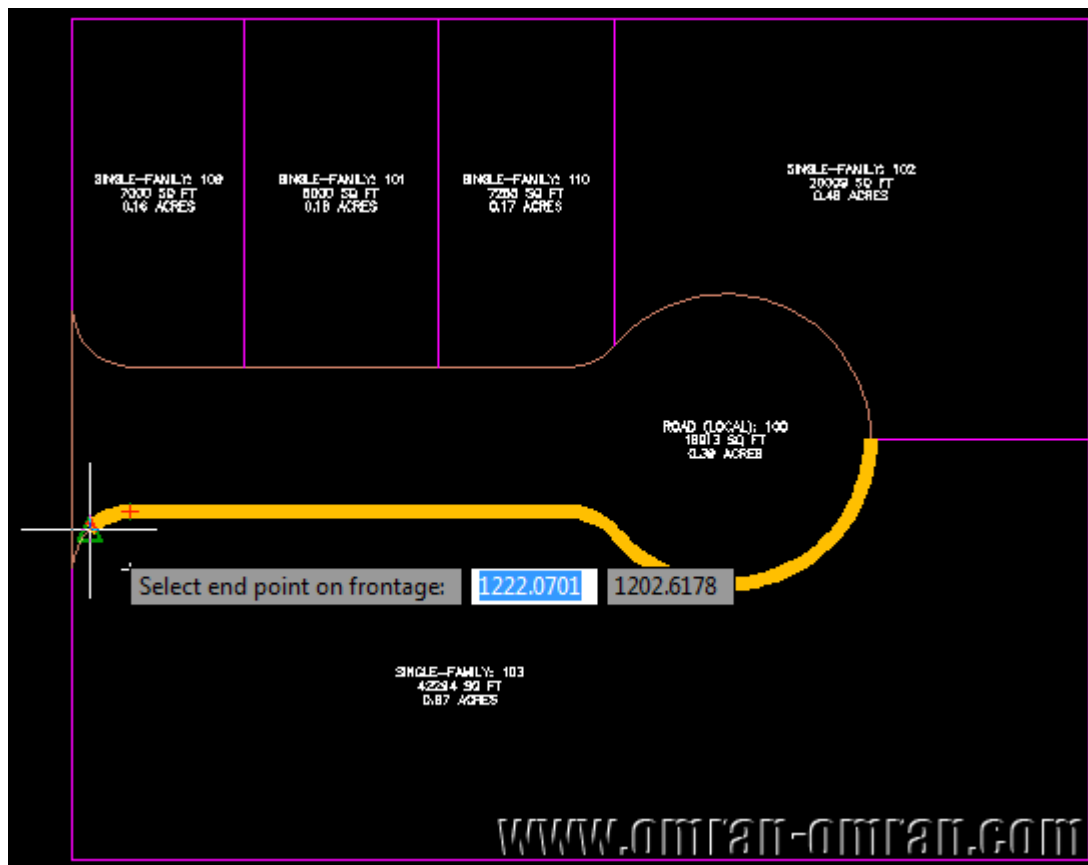 SINGLE-FAMILY:
7000 SQ FT
0.16 ACRES
SINGLE-FAMILY: 101
8000 SQ FT
0.18 ACRES
SINGLE-FAMILY: 110
SQ FT
0.17 ACRES
SINGLE-FAMILY: 102
SQ FT
0.46 ACRES
ROAD (LOCAL): 100
SQ FT
0.39 ACRES
Select end point on frontage: 1222.0701 1202.6178
SINGLE-FAMILY: 103
SQ FT
0.97 ACRES
www.omran-omran.com